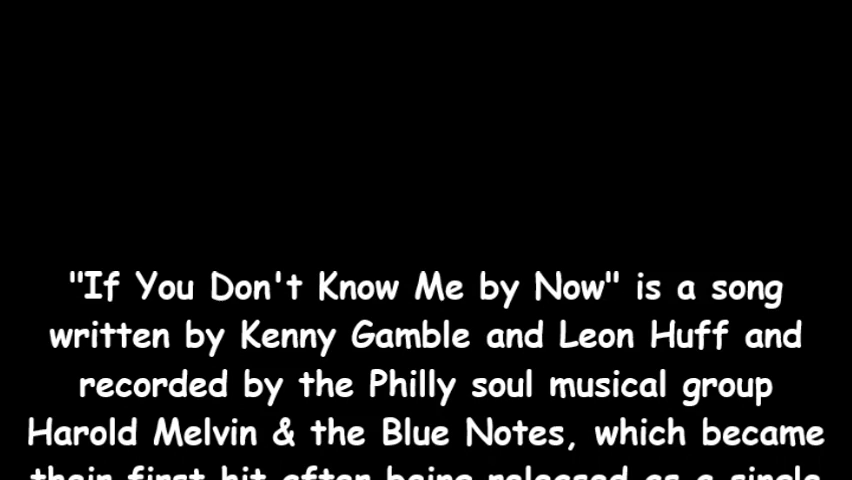 "If You Don't Know Me by Now" is a song
written by Kenny Gamble and Leon Huff and
recorded by the Philly soul musical group
Harold Melvin & the Blue Notes, which became
their first hit after being released as a single